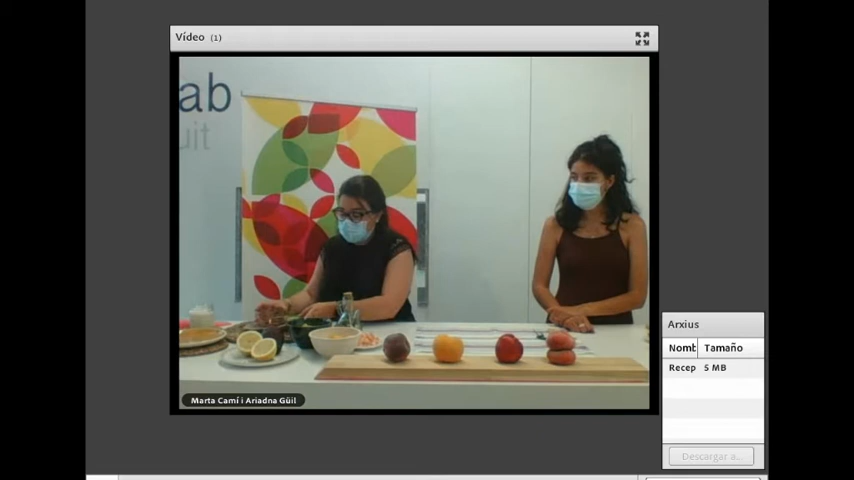 Vídeo (1)
ab
uit
Marta Camí i Ariadna Güil
Arxius
Nomb Tamaño
Recep 5 MB
Descargar a...